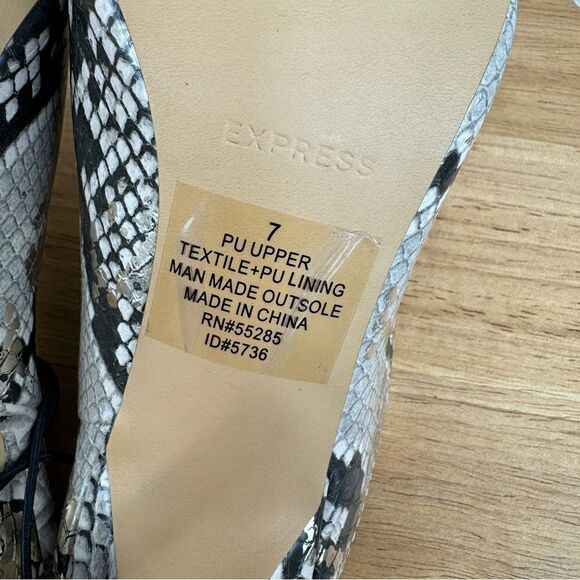 EXPRESS
7
PU UPPER
TEXTILE+PU LINING
MAN MADE OUTSOLE
MADE IN CHINA
RN#55285
ID#5736